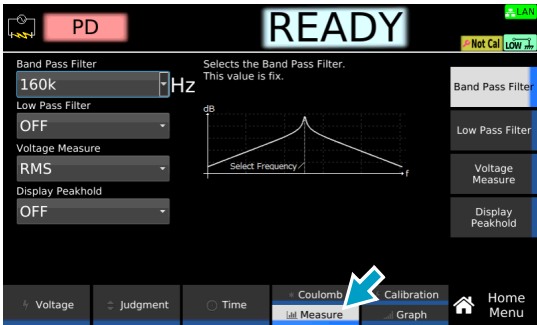 PD
READY
LAN
Not Cal
LOW
Band Pass Filter
160k
Hz
Low Pass Filter
OFF
Voltage Measure
RMS
Display Peakhold
OFF
Selects the Band Pass Filter.
This value is fix.
dB
Select Frequency
f
Band Pass Filter
Low Pass Filter
Voltage
Measure
Display
Peakhold
Voltage
Judgment
Time
Coulomb
Measure
Calibration
Graph
Home
Menu